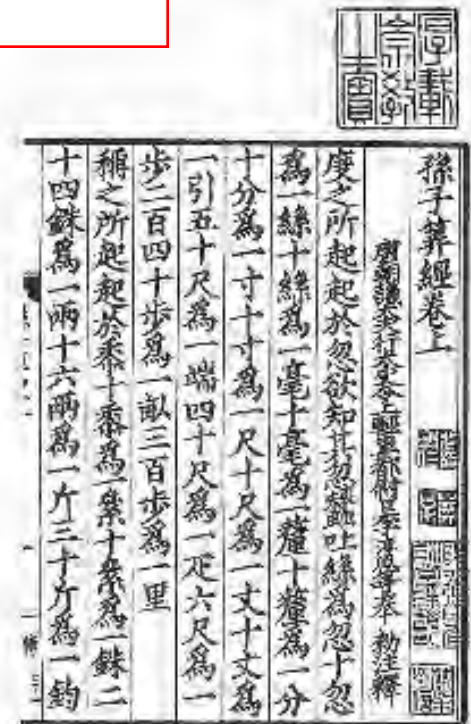 孫子算經卷上
唐朝議大夫行太史令上輕車都尉臣李淳風等奉 勑注釋
度之所起起於忽欲知其忽蠶吐絲爲忽十忽
爲一絲十絲爲一毫十毫爲一氂十氂爲一分
十分爲一寸十寸爲一尺十尺爲一丈十丈爲
一引五十尺爲一端四十尺爲一疋六尺爲一
步二百四十步爲一畝三百步爲一里
稱之所起起於黍十黍爲一絫十絫爲一銖二
十四銖爲一兩十六兩爲一斤三十斤爲一鈞